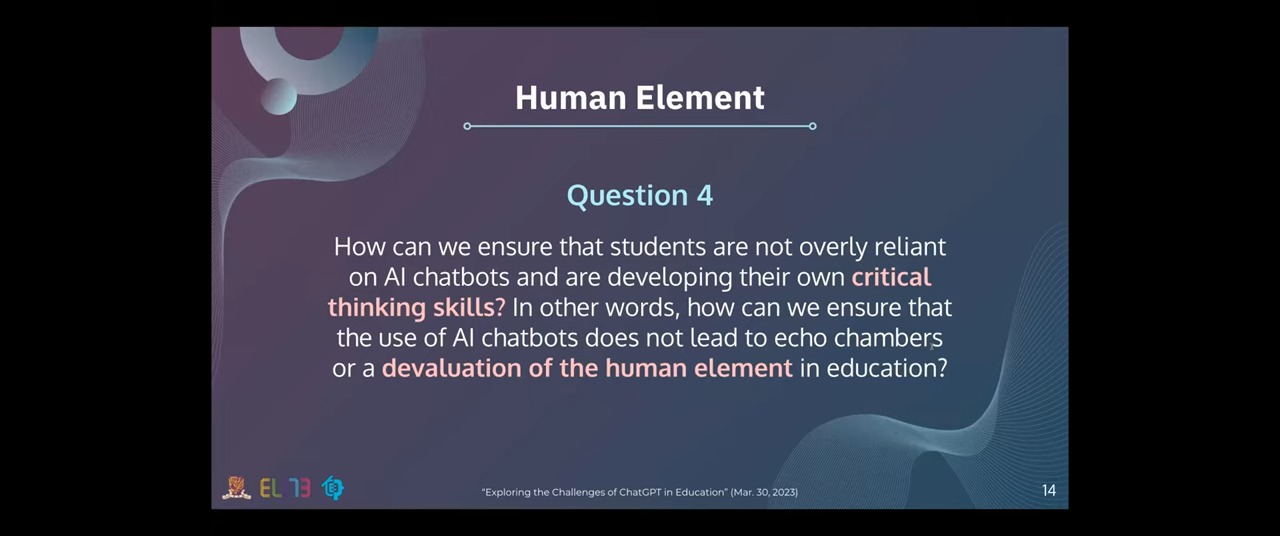 Human Element
Question 4
How can we ensure that students are not overly reliant
on AI chatbots and are developing their own critical
thinking skills? In other words, how can we ensure that
the use of AI chatbots does not lead to echo chambers
or a devaluation of the human element in education?
EL
“Exploring the Challenges of ChatGPT in Education” (Mar. 30, 2023)
14